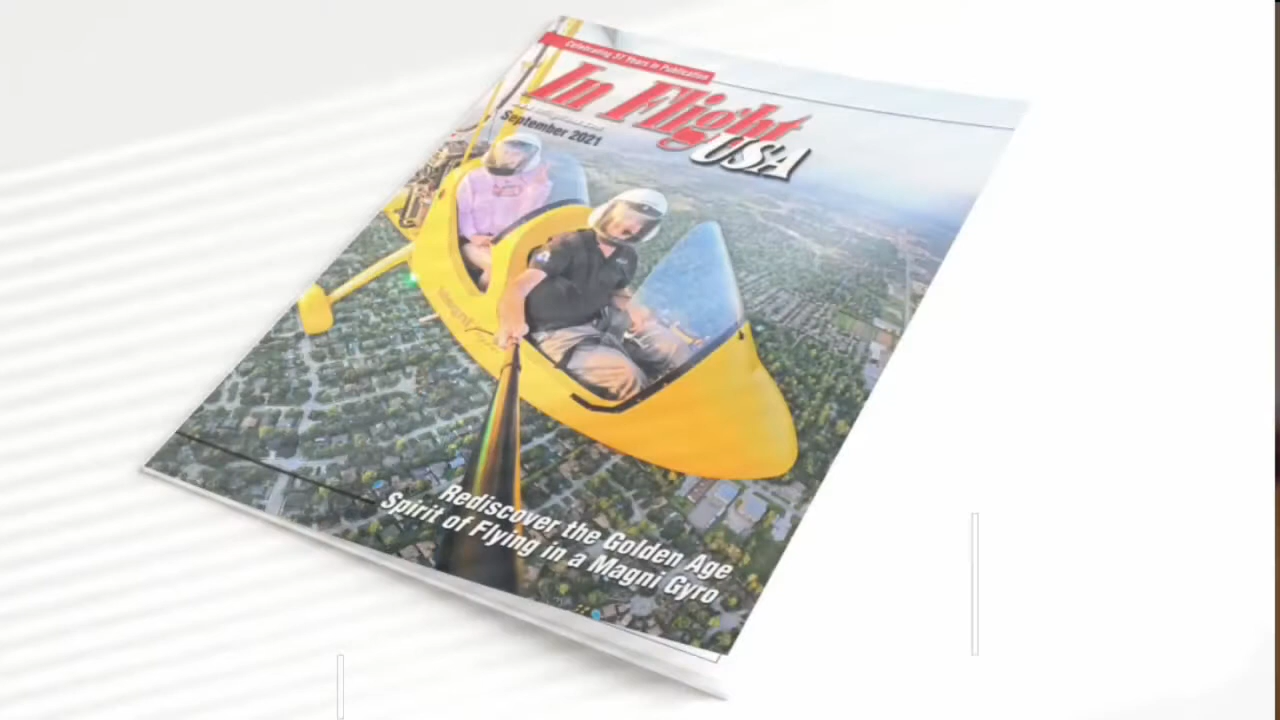 Celebrating 37 Years in Publication
In Flight
USA
September 2021
Rediscover the Golden Age
Spirit of Flying in a Magni Gyro